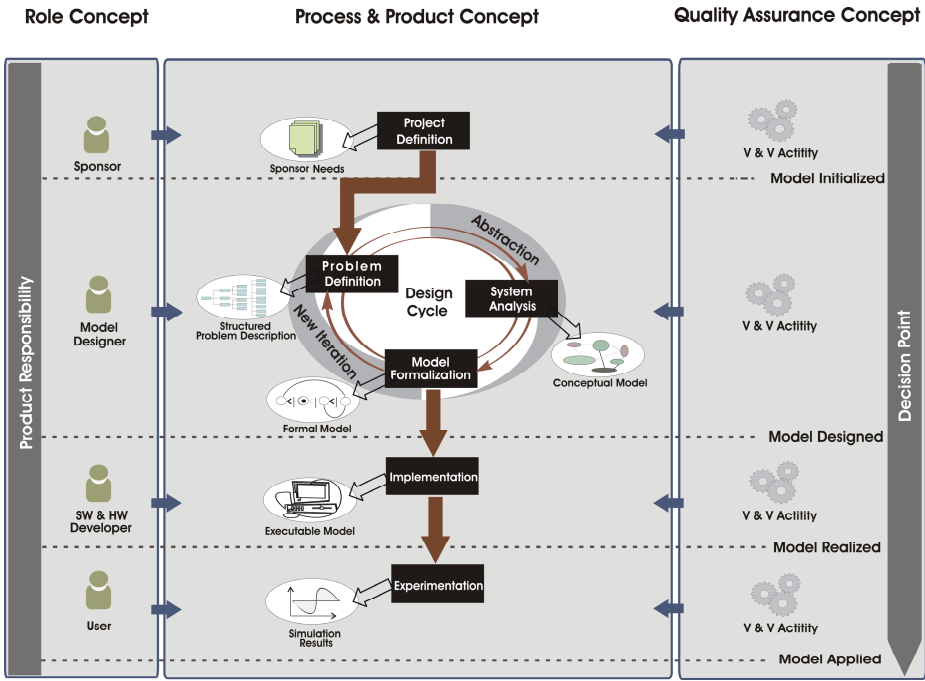 Role Concept
Process & Product Concept
Quality Assurance Concept
Product Responsibility
Decision Point
Sponsor
Project
Definition
Sponsor Needs
V & V Actitity
Model Initialized
Model
Designer
Problem
Definition
Structured
Problem Description
Abstraction
Design
Cycle
New Iteration
System
Analysis
Conceptual Model
Model
Formalization
Formal Model
V & V Actitity
Model Designed
SW & HW
Developer
Implementation
Executable Model
V & V Actitity
Model Realized
User
Experimentation
Simulation
Results
V & V Actitity
Model Applied